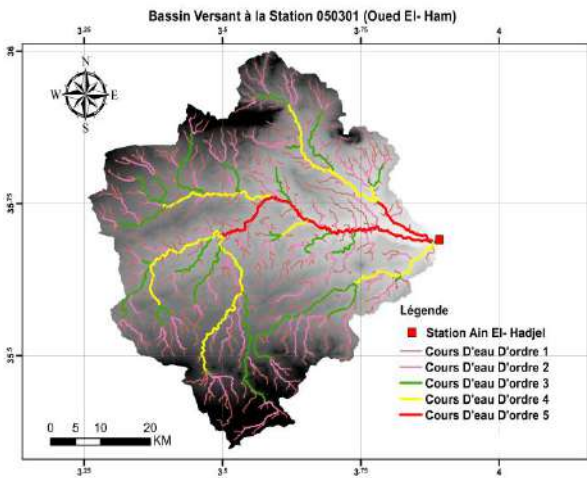 Bassin Versant à la Station 050301 (Oued El- Ham)
3.25 3.5 3.75 4
36
N
W E
S
35.75
35.5
Légende
Station Ain El- Hadjel
Cours D'eau D'ordre 1
Cours D'eau D'ordre 2
Cours D'eau D'ordre 3
Cours D'eau D'ordre 4
Cours D'eau D'ordre 5
0 5 10 20
KM
3.25 3.5 3.75 4